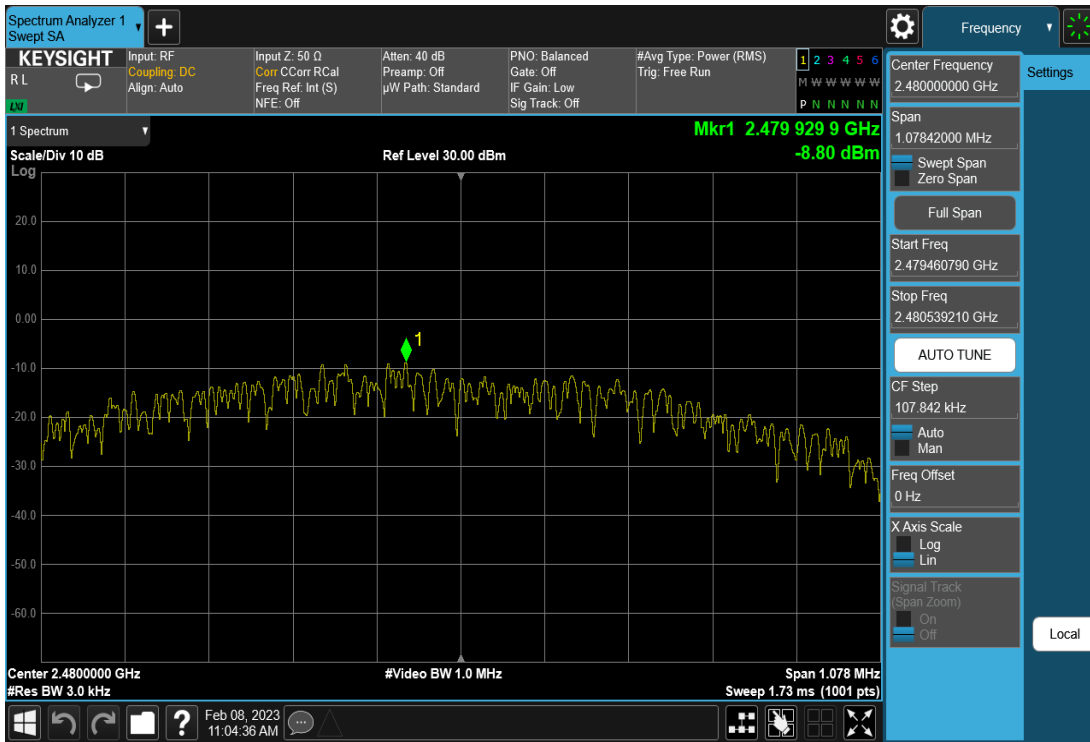 Spectrum Analyzer 1
Swept SA
+
Frequency
KEYSIGHT
R L
LXI
Input: RF
Coupling: DC
Align: Auto
Input Z: 50 Ω
Corr CCorr RCal
Freq Ref: Int (S)
NFE: Off
Atten: 40 dB
Preamp: Off
µW Path: Standard
PNO: Balanced
Gate: Off
IF Gain: Low
Sig Track: Off
#Avg Type: Power (RMS)
Trig: Free Run
1 2 3 4 5 6
M W W W W W
P N N N N N
1 Spectrum
Scale/Div 10 dB
Log
Ref Level 30.00 dBm
Mkr1 2.479 929 9 GHz
-8.80 dBm
20.0
10.0
0.00
-10.0
-20.0
-30.0
-40.0
-50.0
-60.0
1
Center 2.4800000 GHz
#Res BW 3.0 kHz
#Video BW 1.0 MHz
Span 1.078 MHz
Sweep 1.73 ms (1001 pts)
Center Frequency
2.480000000 GHz
Span
1.07842000 MHz
Swept Span
Zero Span
Full Span
Start Freq
2.479460790 GHz
Stop Freq
2.480539210 GHz
AUTO TUNE
CF Step
107.842 kHz
Auto
Man
Freq Offset
0 Hz
X Axis Scale
Log
Lin
Signal Track
(Span Zoom)
On
Off
Settings
Local
?
Feb 08, 2023
11:04:36 AM